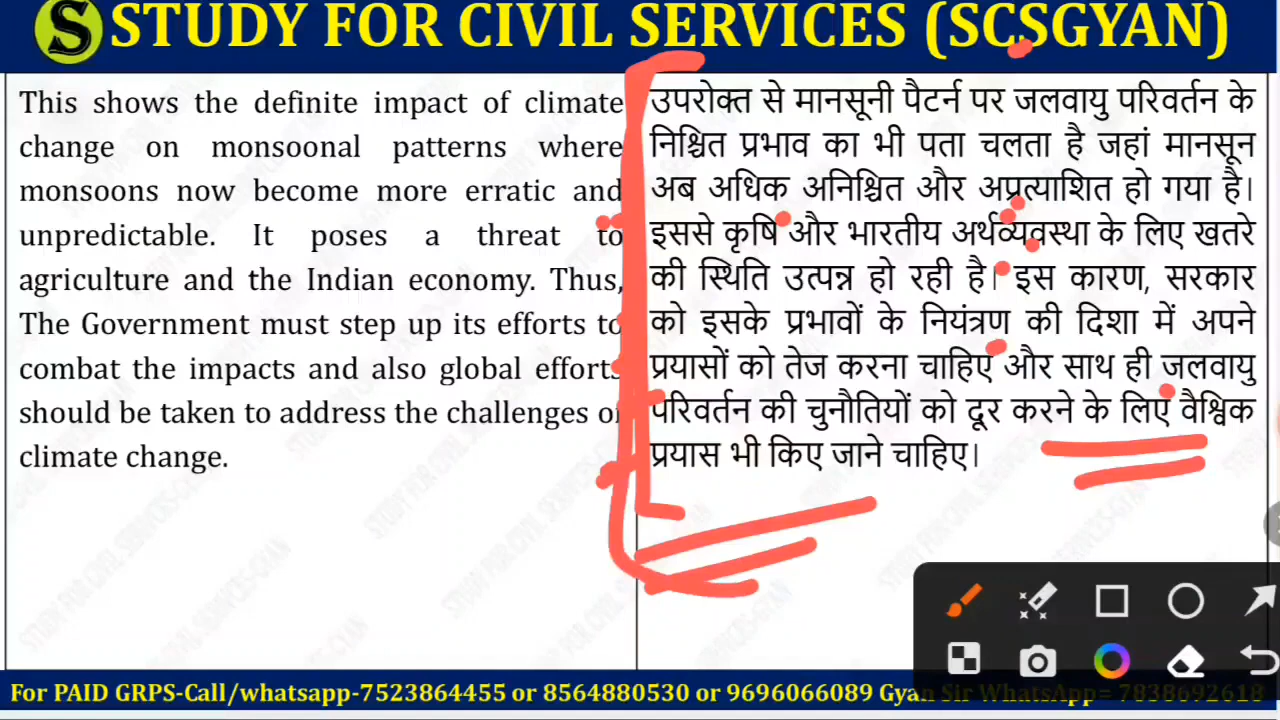 S STUDY FOR CIVIL SERVICES (SCSGYAN)
This shows the definite impact of climate
change on monsoonal patterns where
monsoons now become more erratic and
unpredictable. It poses a threat to
agriculture and the Indian economy. Thus,
The Government must step up its efforts to
combat the impacts and also global efforts
should be taken to address the challenges of
climate change.
उपरोक्त से मानसूनी पैटर्न पर जलवायु परिवर्तन के
निश्चित प्रभाव का भी पता चलता है जहां मानसून
अब अधिक अनिश्चित और अप्रत्याशित हो गया है।
इससे कृषि और भारतीय अर्थव्यवस्था के लिए खतरे
की स्थिति उत्पन्न हो रही है। इस कारण, सरकार
को इसके प्रभावों के नियंत्रण की दिशा में अपने
प्रयासों को तेज करना चाहिए और साथ ही जलवायु
परिवर्तन की चुनौतियों को दूर करने के लिए वैश्विक
प्रयास भी किए जाने चाहिए।
For PAID GRPS-Call/whatsapp-7523864455 or 8564880530 or 9696066089 Gyan Sir WhatsApp= 7838692618